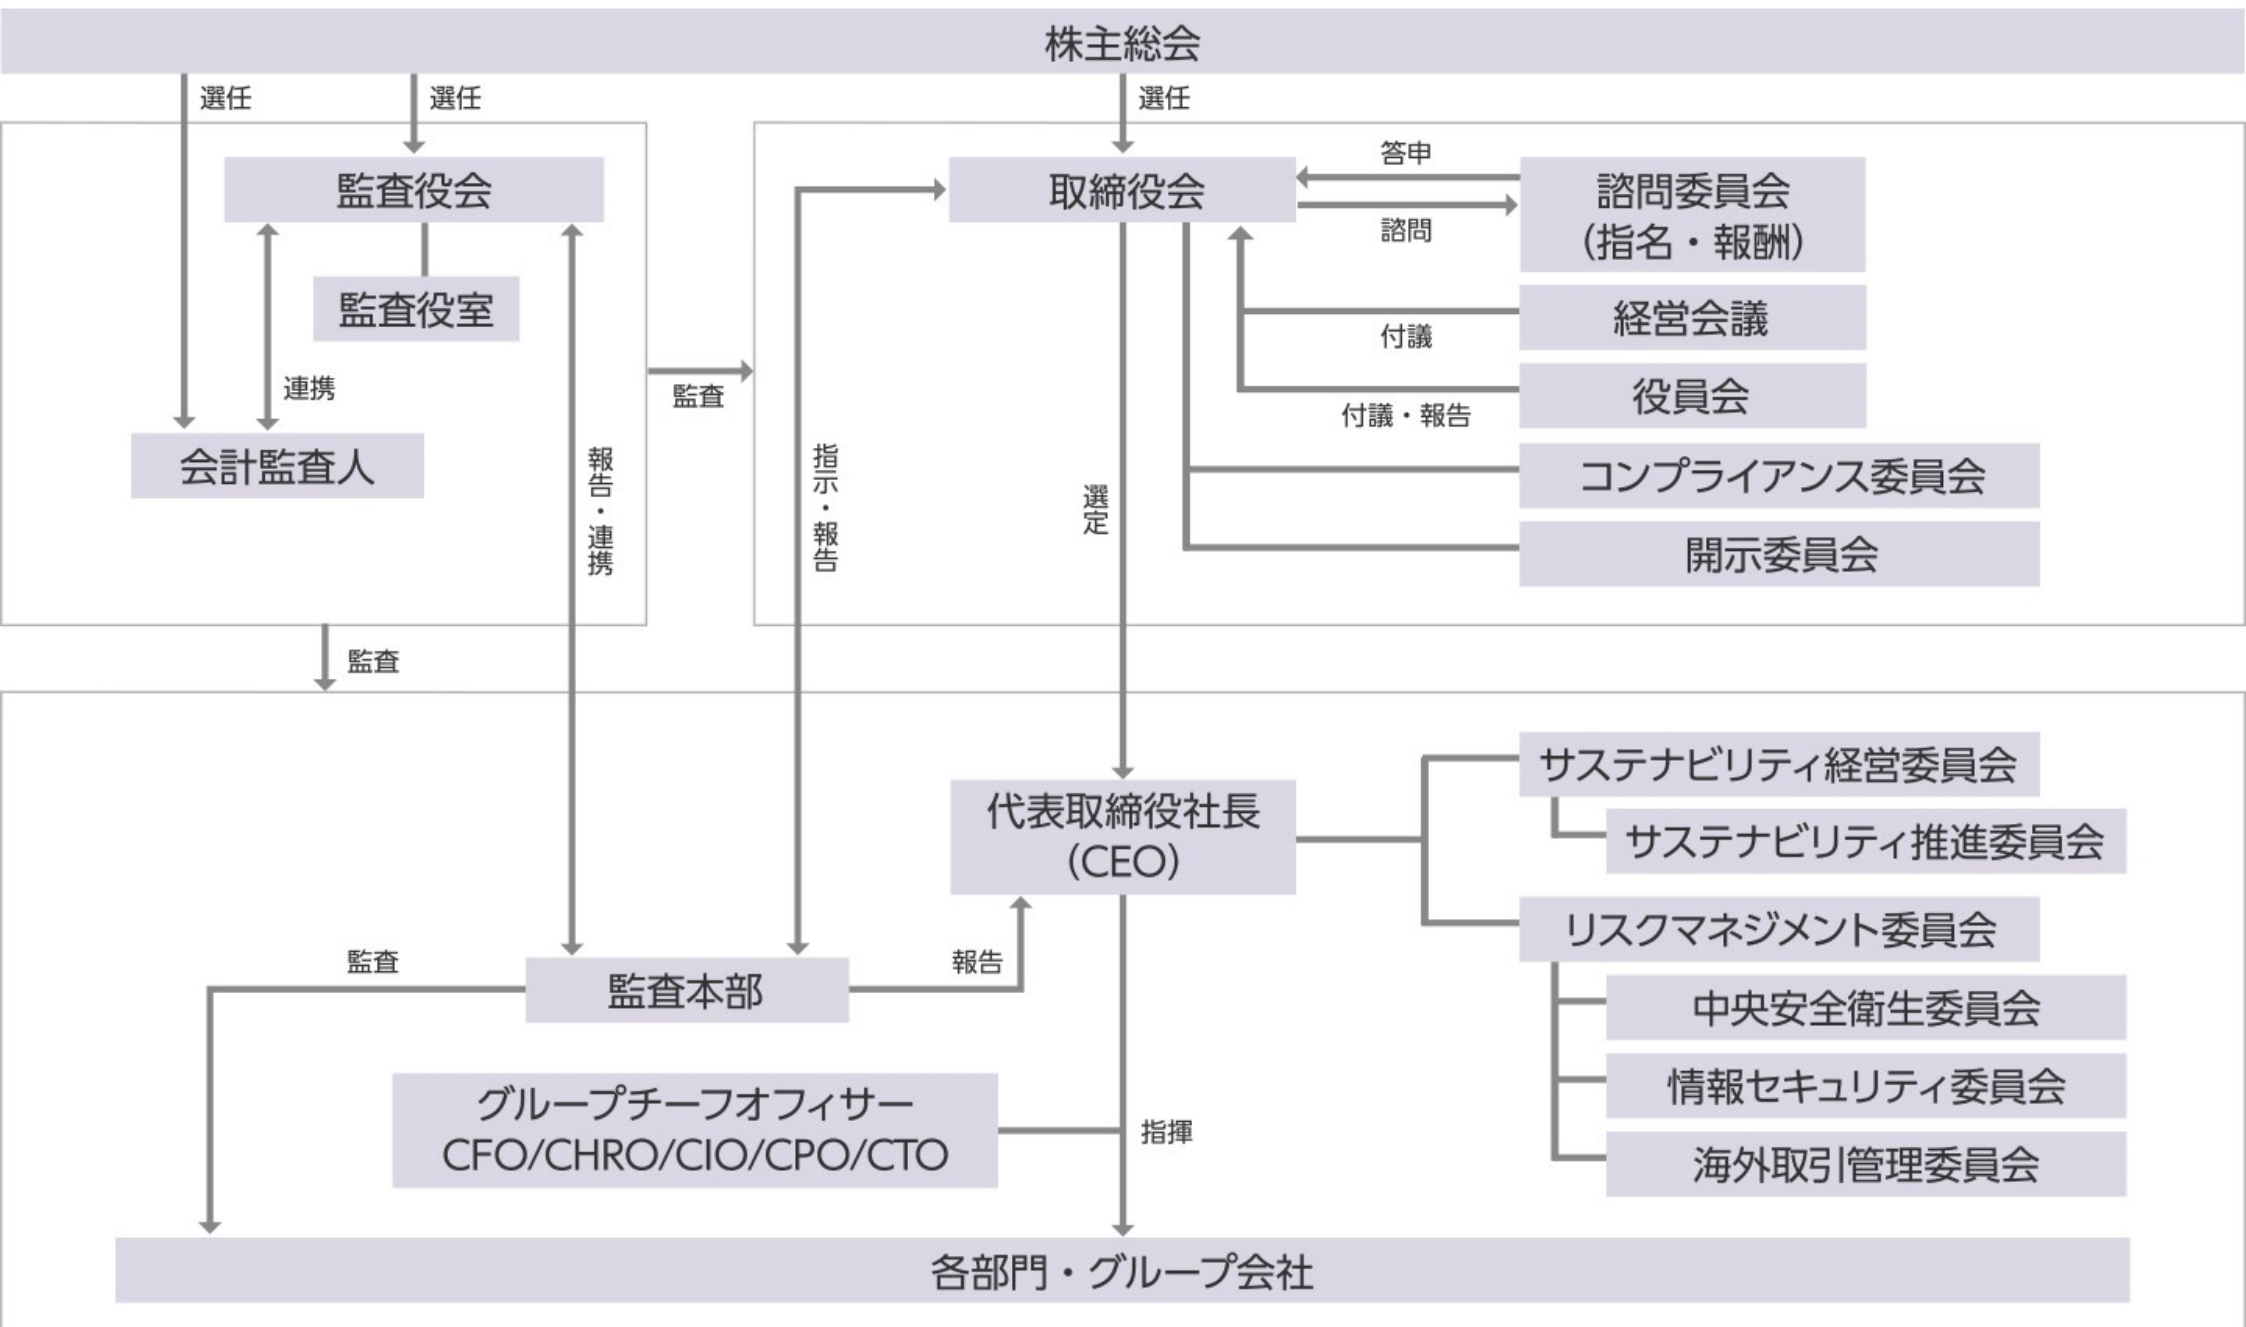 株主総会
選任
選任
選任
監査役会
監査役室
連携
会計監査人
報告・連携
監査
監査
取締役会
答申
諮問
諮問委員会
（指名・報酬）
経営会議
付議
役員会
付議・報告
コンプライアンス委員会
開示委員会
指示・報告
選定
代表取締役社長
（CEO）
サステナビリティ経営委員会
サステナビリティ推進委員会
リスクマネジメント委員会
中央安全衛生委員会
情報セキュリティ委員会
海外取引管理委員会
監査
監査本部
報告
グループチーフオフィサー
CFO/CHRO/CIO/CPO/CTO
指揮
各部門・グループ会社